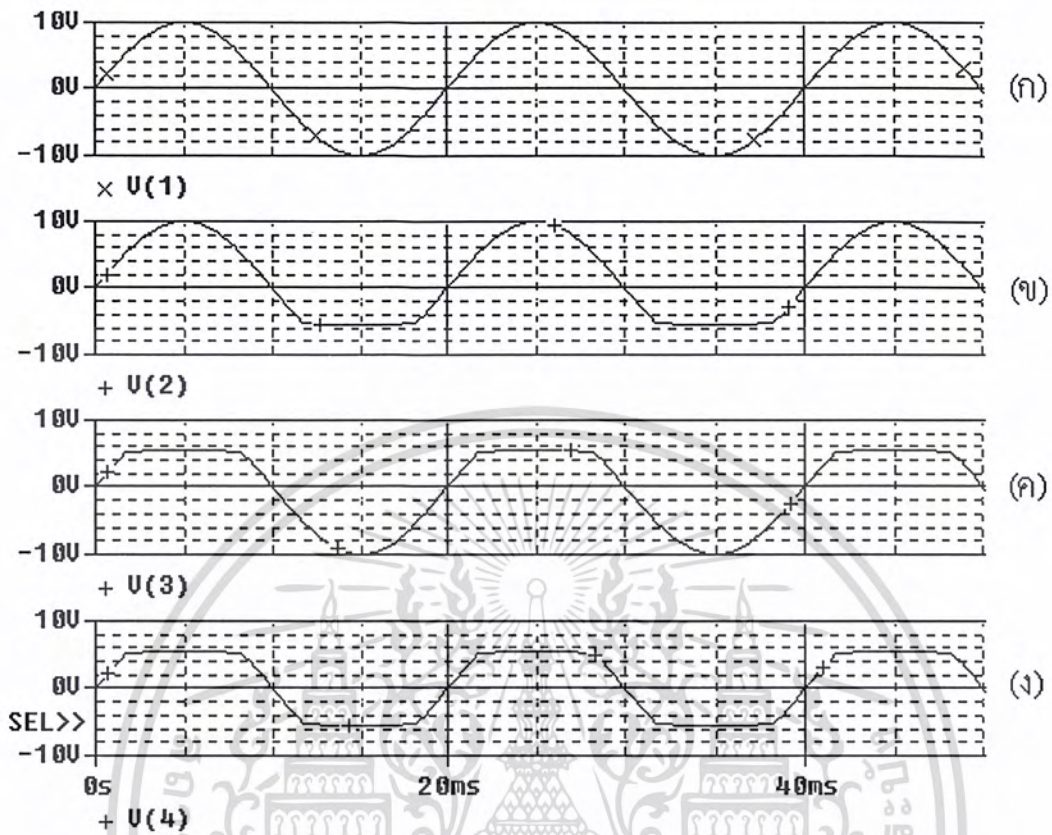 10V
0V
-10V
(ก)
× V(1)
10V
0V
-10V
(ข)
+ V(2)
10V
0V
-10V
(ค)
+ V(3)
10V
0V
SEL>>
-10V
(ง)
0s 20ms 40ms
+ V(4)